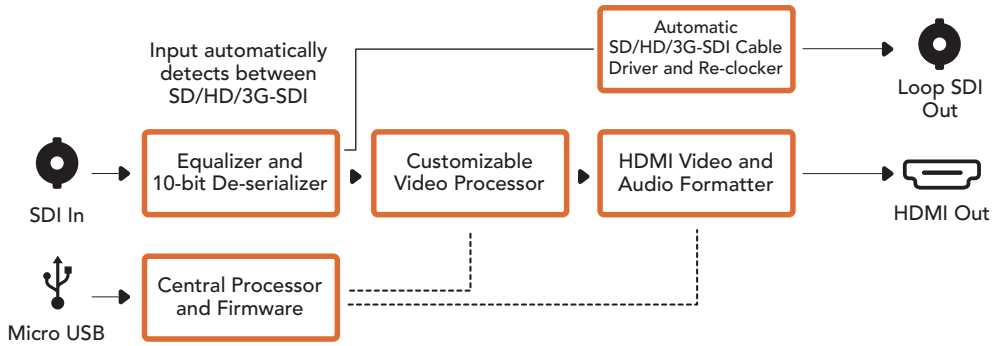 Input automatically
detects between
SD/HD/3G-SDI
Automatic
SD/HD/3G-SDI Cable
Driver and Re-clocker
Loop SDI
Out
SDI In
Equalizer and
10-bit De-serializer
Customizable
Video Processor
HDMI Video and
Audio Formatter
HDMI Out
Micro USB
Central Processor
and Firmware